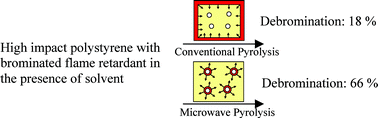 High impact polystyrene with
brominated flame retardant in
the presence of solvent
Debromination: 18 %
Conventional Pyrolysis
Debromination: 66 %
Microwave Pyrolysis